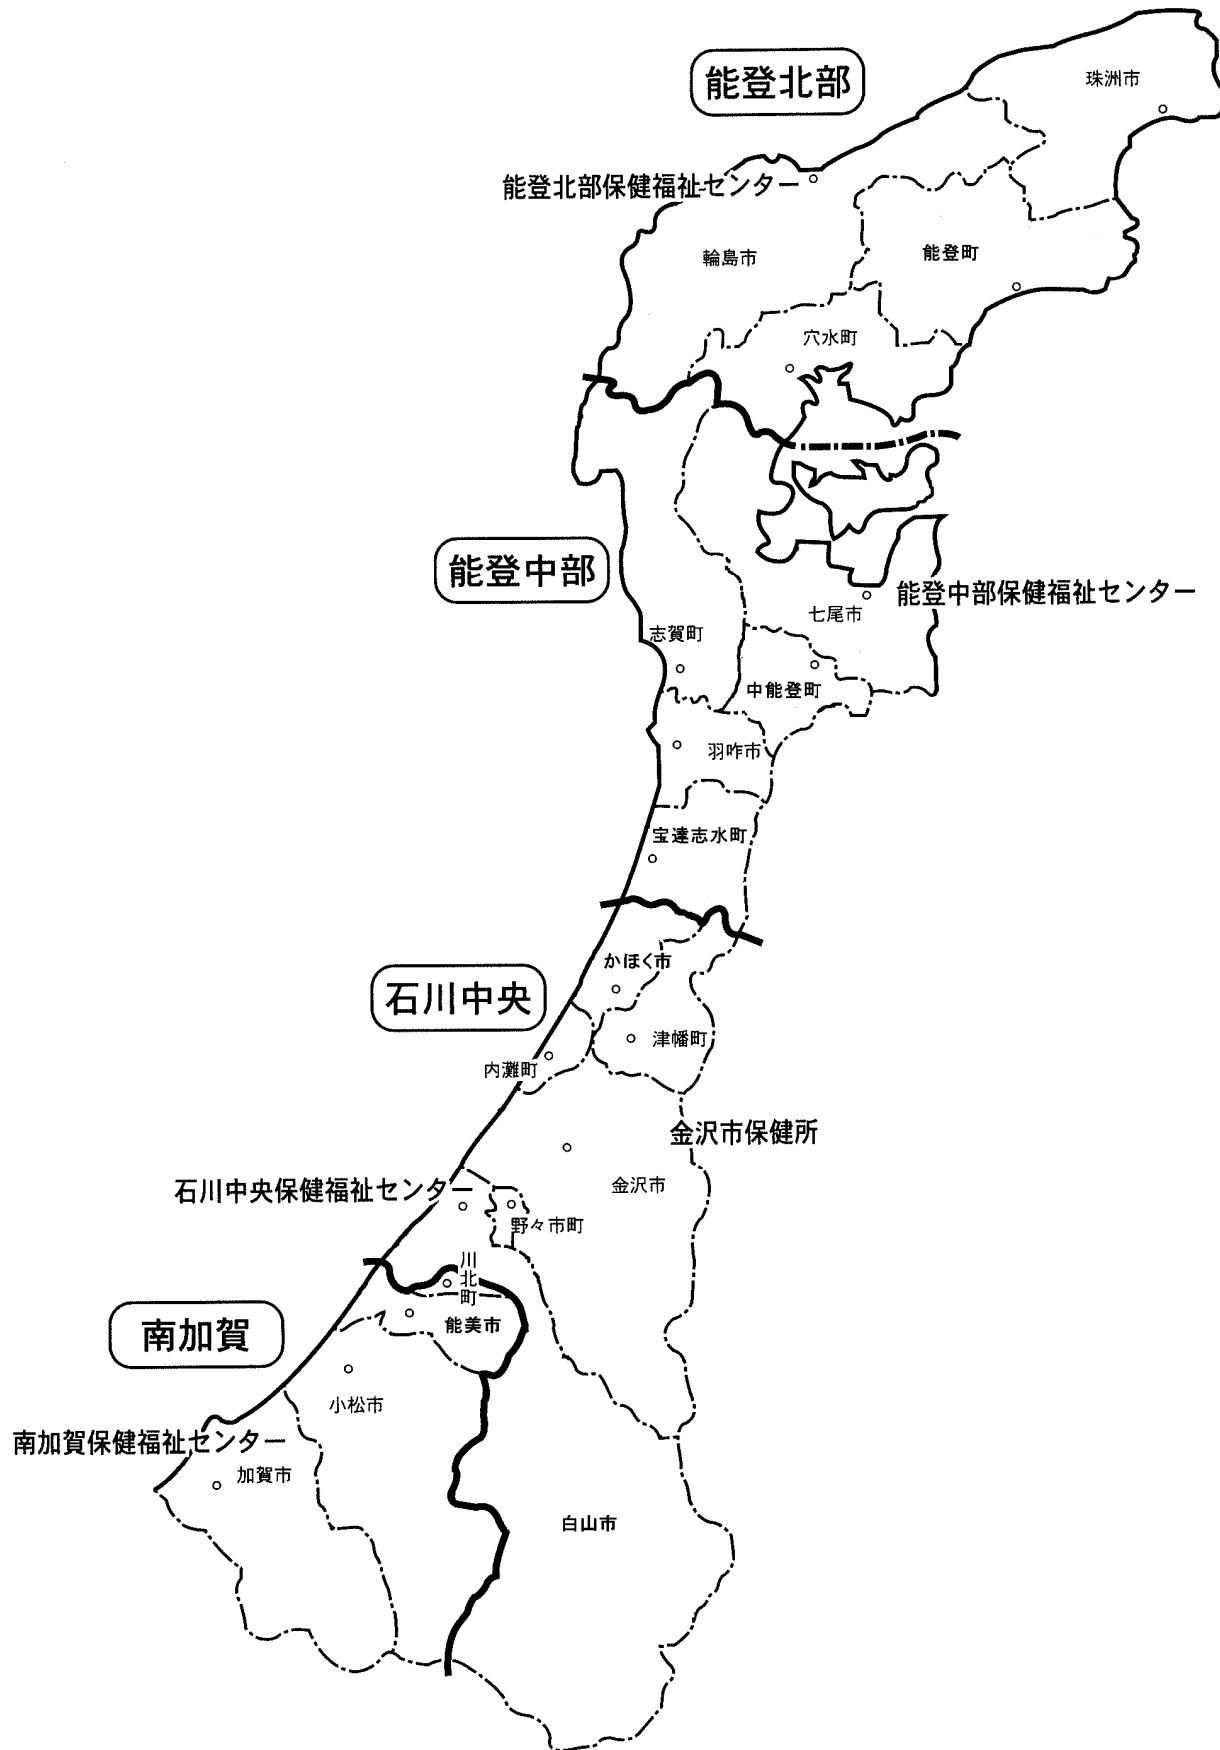 能登北部
珠洲市
能登北部保健福祉センター
輪島市
能登町
穴水町
能登中部
能登中部保健福祉センター
七尾市
志賀町
中能登町
羽咋市
宝達志水町
かほく市
石川中央
津幡町
内灘町
金沢市保健所
石川中央保健福祉センター
金沢市
野々市町
川北町
南加賀
能美市
小松市
南加賀保健福祉センター
加賀市
白山市